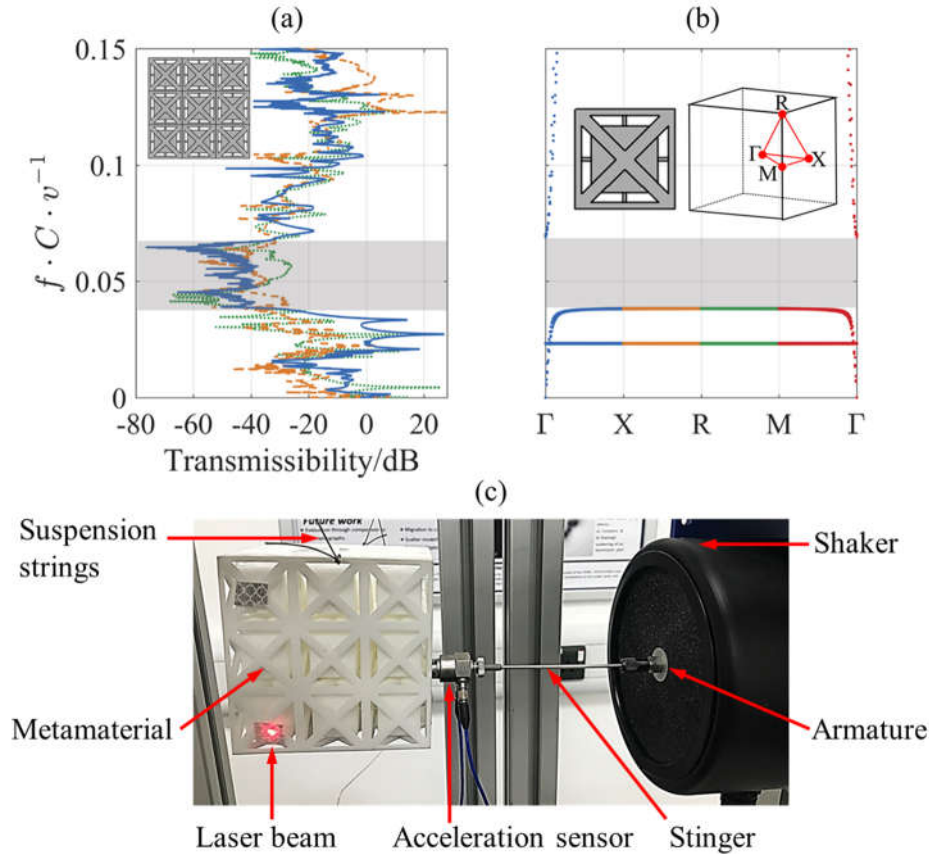 (a)
(b)
0.15
0.1
0.05
0
f · C · v⁻¹
-80 -60 -40 -20 0 20
Transmissibility/dB
R
Γ
X
M
Γ X R M Γ
(c)
Suspension
strings
Future work
Shaker
Metamaterial
Armature
Laser beam
Acceleration sensor
Stinger